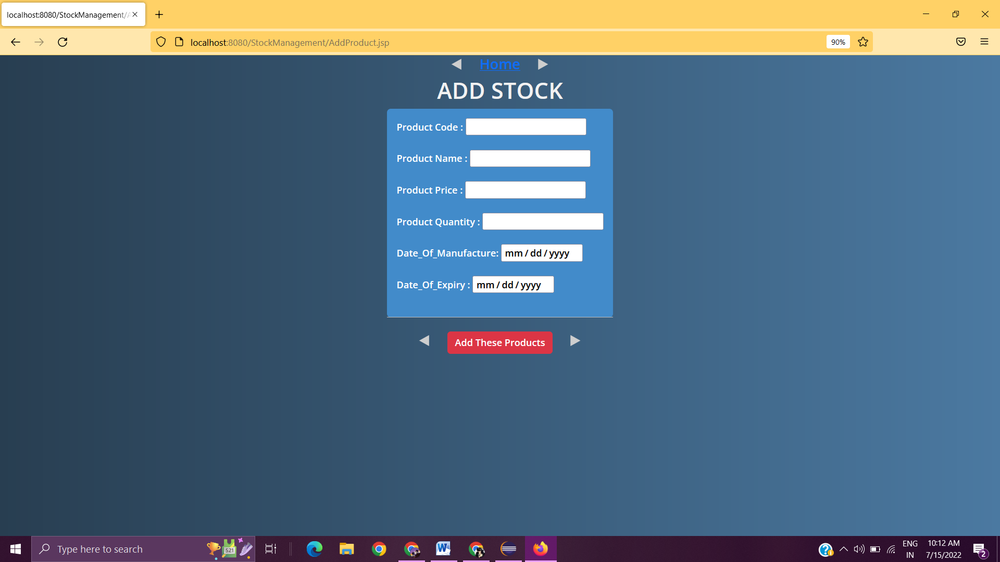 localhost:8080/StockManagement/A
localhost:8080/StockManagement/AddProduct.jsp
90%
Home
ADD STOCK
Product Code :
Product Name :
Product Price :
Product Quantity :
Date_Of_Manufacture: mm / dd / yyyy
Date_Of_Expiry : mm / dd / yyyy
Add These Products
Type here to search
521
W
ENG
IN
10:12 AM
7/15/2022
2